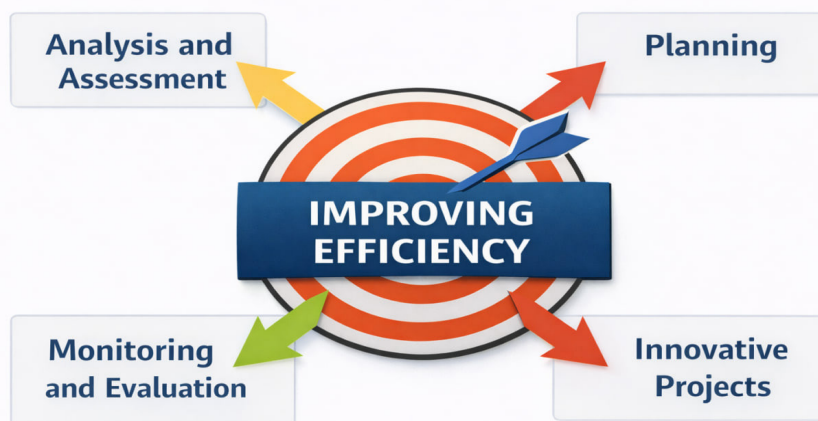 Analysis and
Assessment
Planning
IMPROVING
EFFICIENCY
Monitoring
and Evaluation
Innovative
Projects